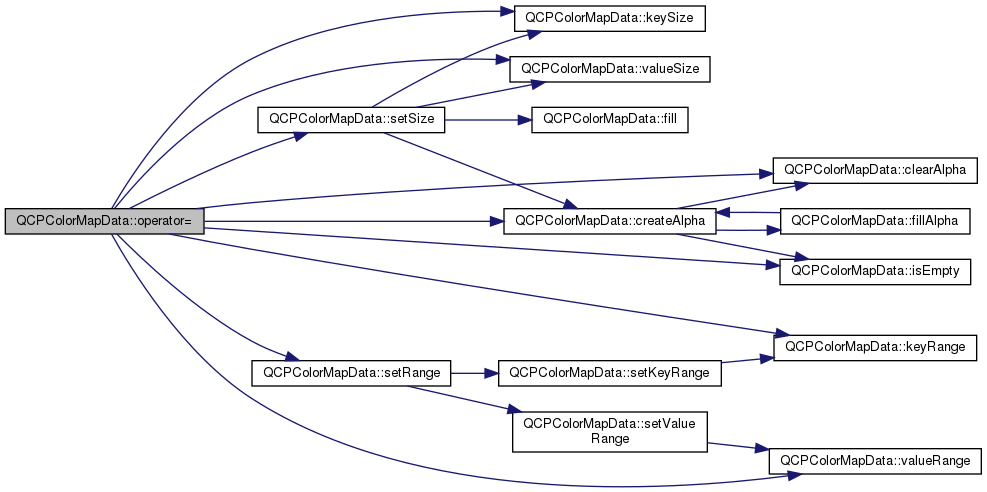 QCPColorMapData::keySize
QCPColorMapData::valueSize
QCPColorMapData::setSize
QCPColorMapData::fill
QCPColorMapData::clearAlpha
QCPColorMapData::operator=
QCPColorMapData::createAlpha
QCPColorMapData::fillAlpha
QCPColorMapData::isEmpty
QCPColorMapData::keyRange
QCPColorMapData::setRange
QCPColorMapData::setKeyRange
QCPColorMapData::setValue
Range
QCPColorMapData::valueRange